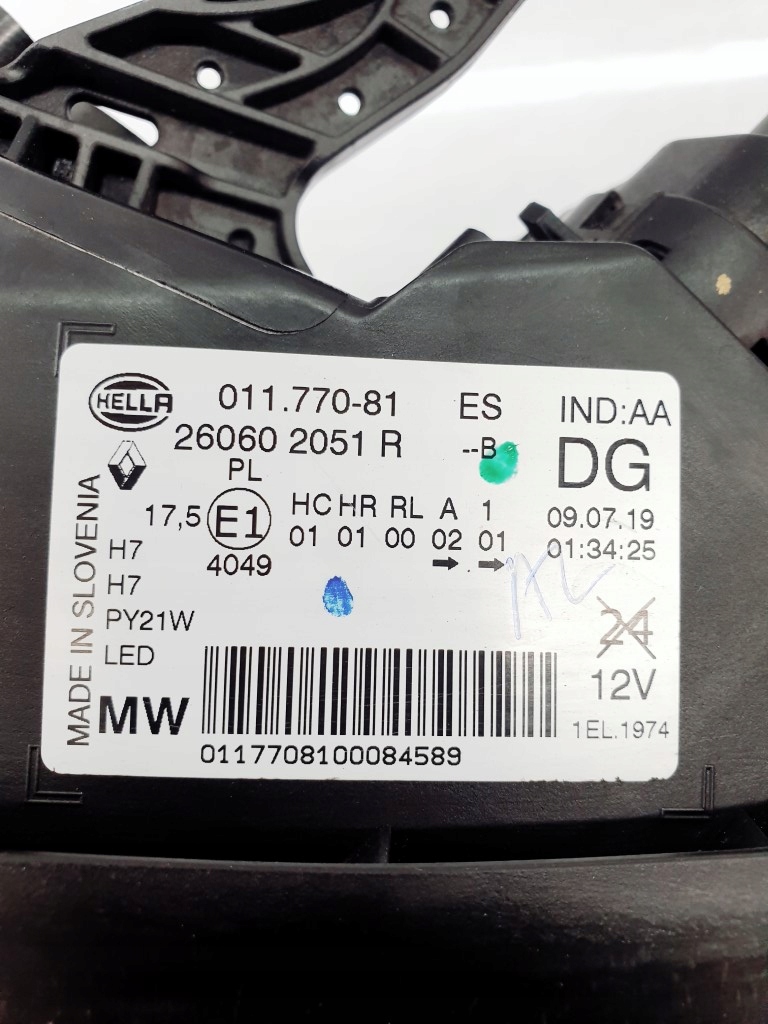 HELLA 011.770-81 ES IND:AA
26060 2051 R --B DG
PL
17,5 E1 HC HR RL A 1 09.07.19
4049 01 01 00 02 01 01:34:25
→ →
H7
H7
PY21W
LED
MADE IN SLOVENIA
MW
24
12V
1EL.1974
0117708100084589